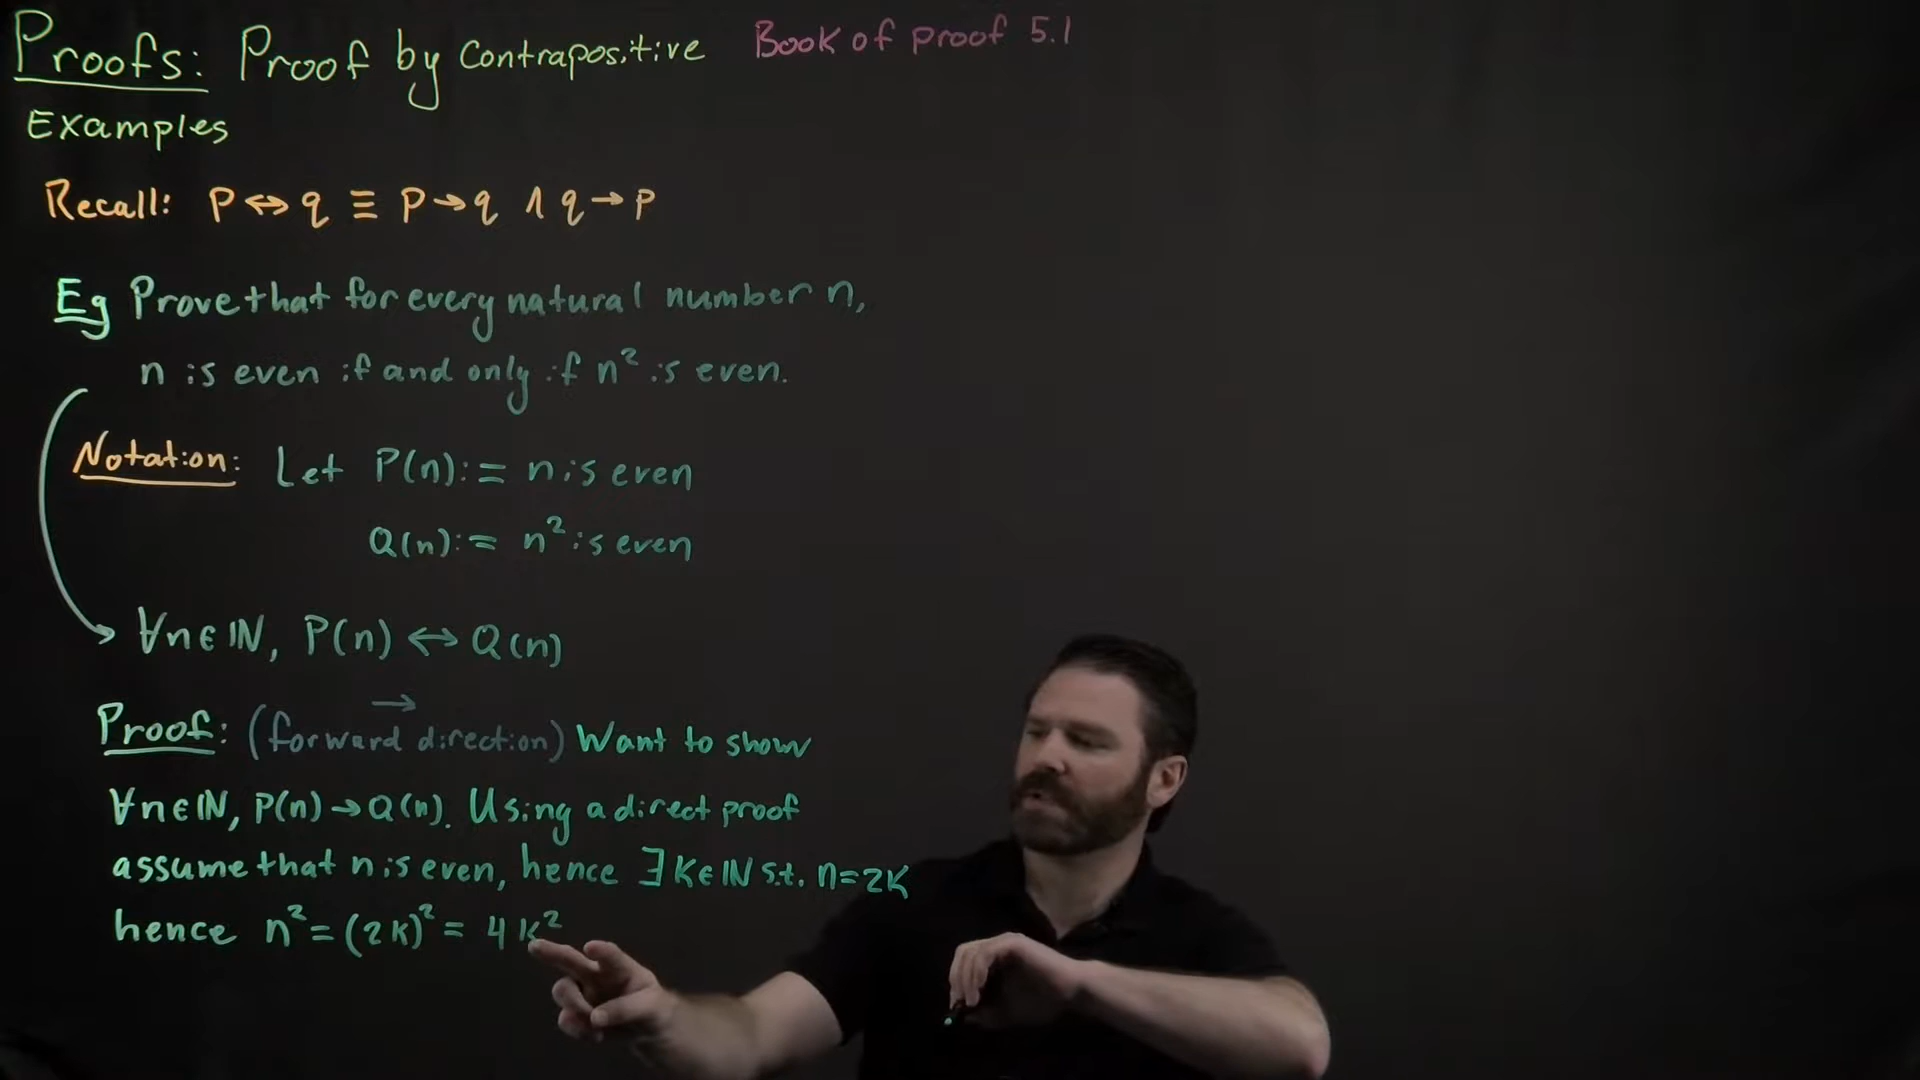 Proofs: Proof by Contrapositive Book of proof 5.1
Examples
Recall: P ↔ q ≡ P → q ∧ q → p
Eg Prove that for every natural number n,
n is even if and only if n² is even.
Notation: Let P(n) := n is even
Q(n) := n² is even
∀n∈ℕ, P(n) ↔ Q(n)
→
Proof: (forward direction) Want to show
∀n∈ℕ, P(n) → Q(n). Using a direct proof
assume that n is even, hence ∃ K∈ℕ s.t. n=2K
hence n² = (2K)² = 4K²